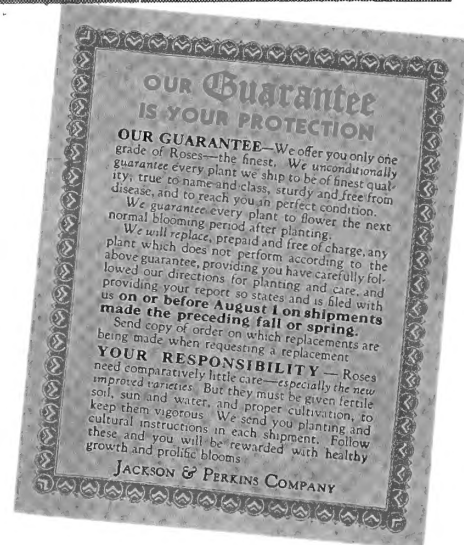 OUR Guarantee
IS YOUR PROTECTION
OUR GUARANTEE—We offer you only one
grade of Roses—the finest. We unconditionally
guarantee every plant we ship to be of finest qual-
ity, true to name and class, sturdy and free from
disease, and to reach you in perfect condition.
We guarantee every plant to flower the next
normal blooming period after planting.
We will replace, prepaid and free of charge, any
plant which does not perform according to the
above guarantee, providing you have carefully fol-
lowed our directions for planting and care, and
providing your report so states and is filed with
us on or before August 1 on shipments
made the preceding fall or spring.
Send copy of order on which replacements are
being made when requesting a replacement
YOUR RESPONSIBILITY — Roses
need comparatively little care—especially the new
improved varieties. But they must be given fertile
soil, sun and water, and proper cultivation, to
keep them vigorous. We send you planting and
cultural instructions in each shipment. Follow
these and you will be rewarded with healthy
growth and prolific blooms
JACKSON & PERKINS COMPANY